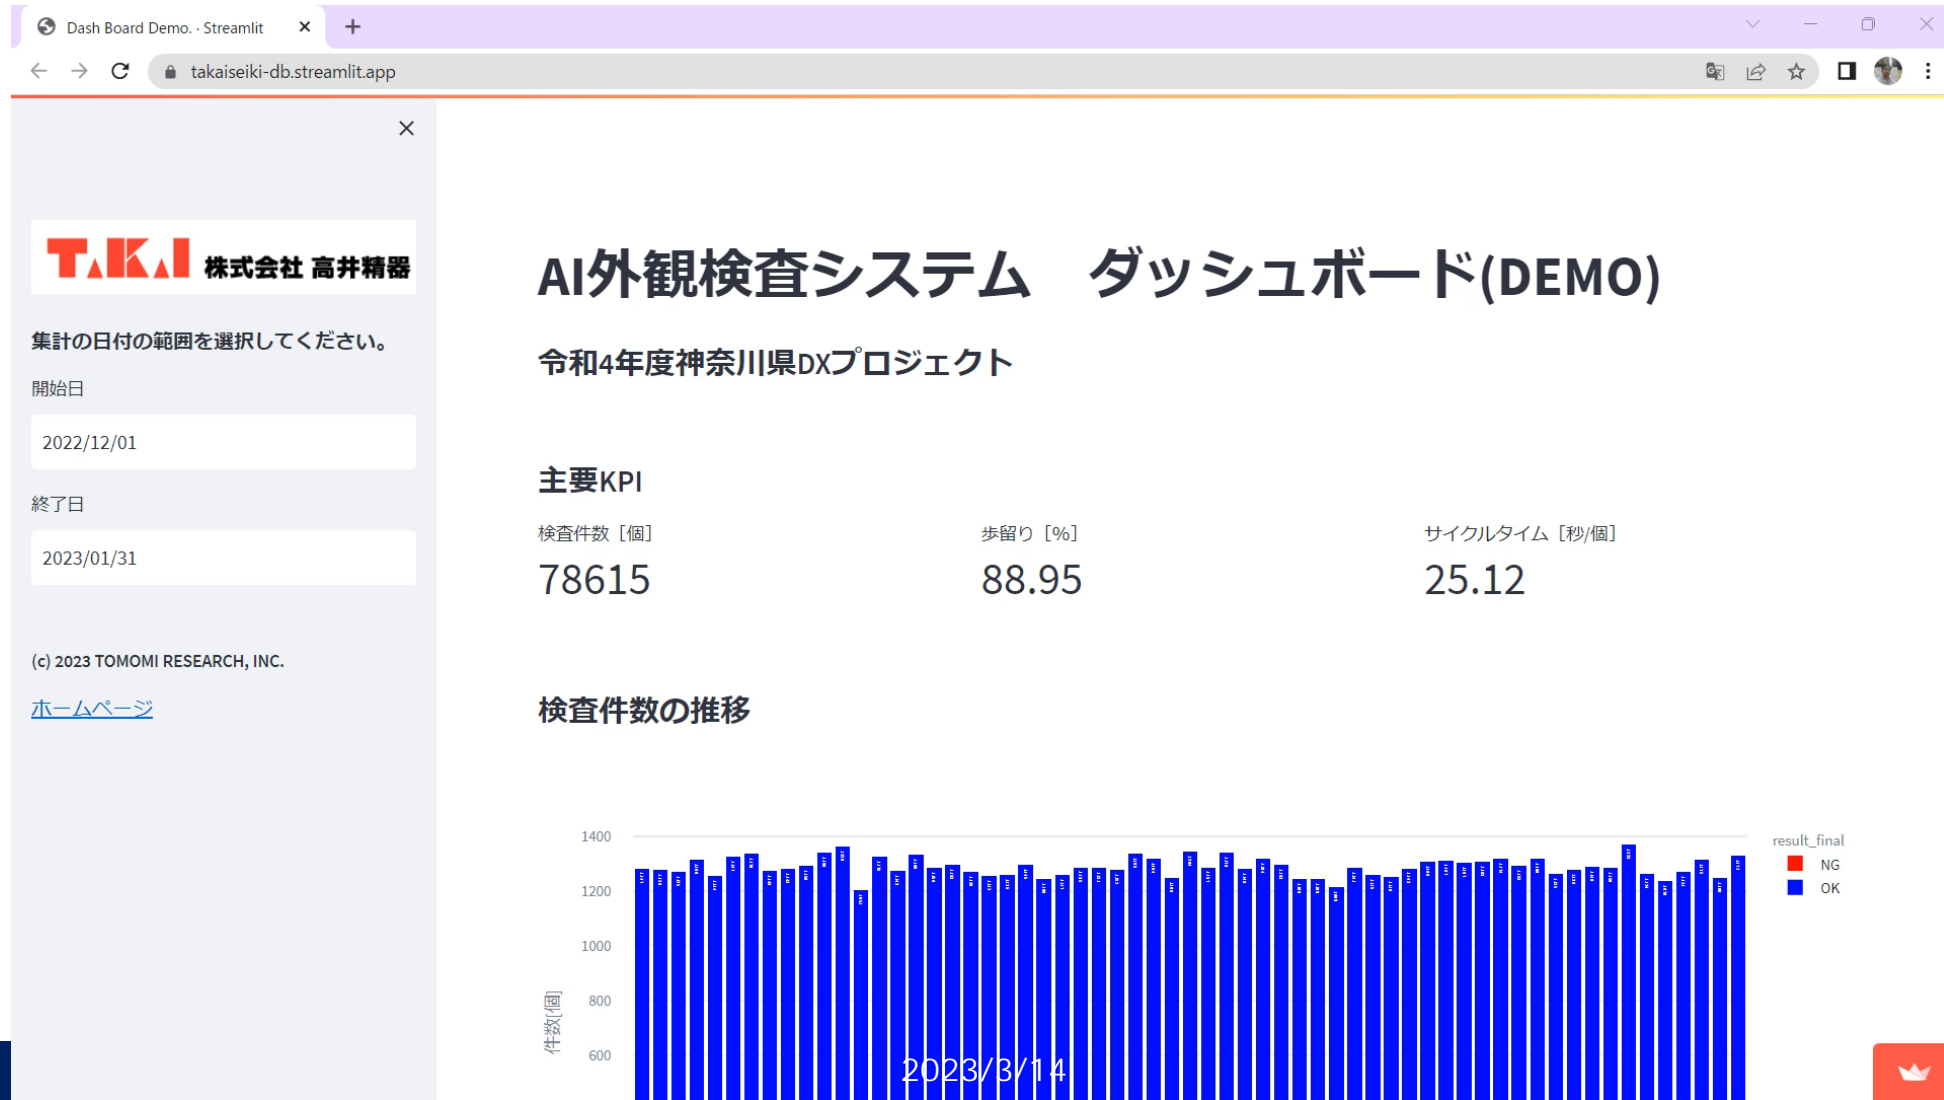 Dash Board Demo. · Streamlit
takaiseiki-db.streamlit.app
TAKAI 株式会社 高井精器
集計の日付の範囲を選択してください。
開始日
2022/12/01
終了日
2023/01/31
(c) 2023 TOMOMI RESEARCH, INC.
ホームページ
AI外観検査システム　ダッシュボード(DEMO)
令和4年度神奈川県DXプロジェクト
主要KPI
検査件数［個］
78615
歩留り［%］
88.95
サイクルタイム［秒/個］
25.12
検査件数の推移
1400
1200
1000
800
600
件数[個]
result_final
NG
OK
2023/3/14